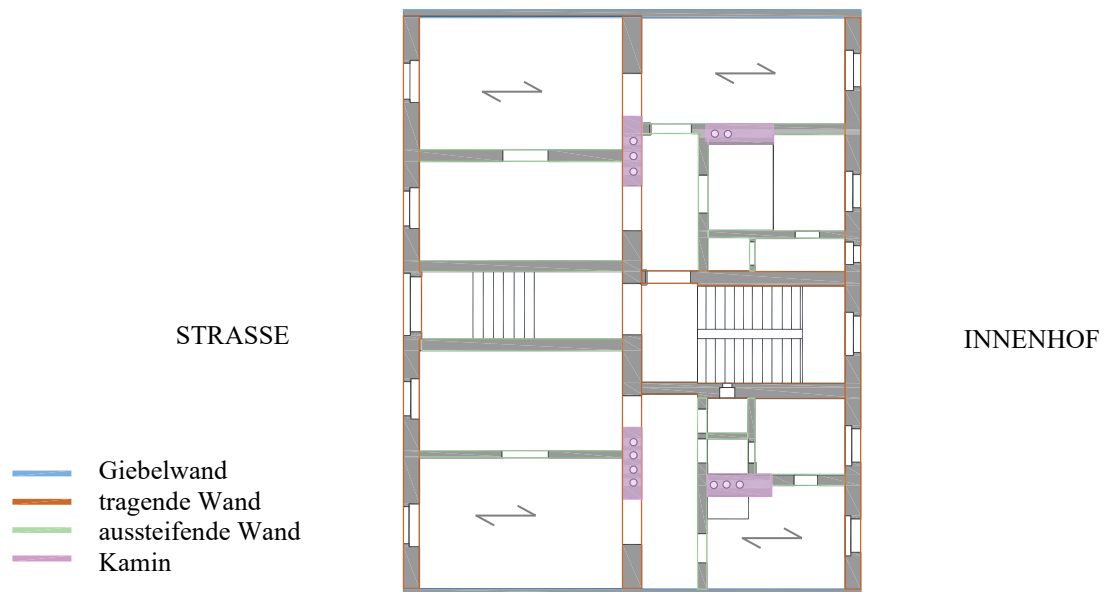 STRASSE
INNENHOF
Giebelwand
tragende Wand
aussteifende Wand
Kamin